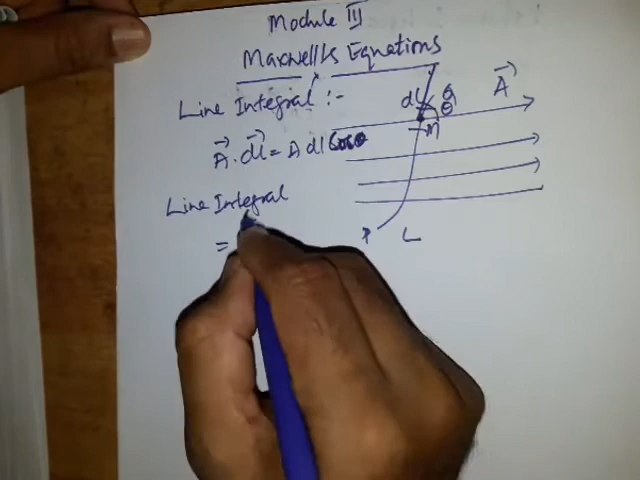 Module III
Maxwell's Equations
Line Integral :-
A⃗ . dl⃗ = A dl Cosθ
Line Integral
=
dl
θ
A⃗
M
P L